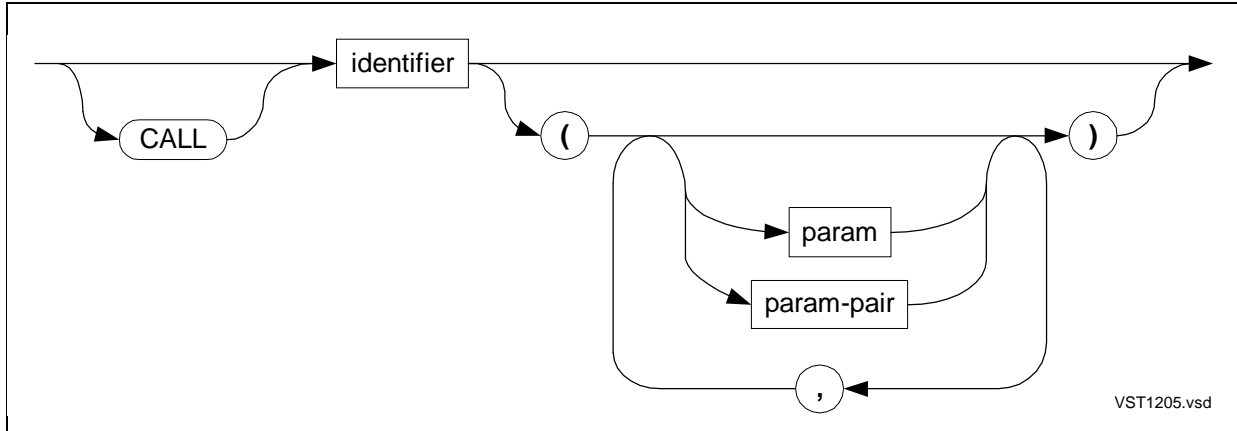 identifier
CALL
(
)
param
param-pair
,
VST1205.vsd